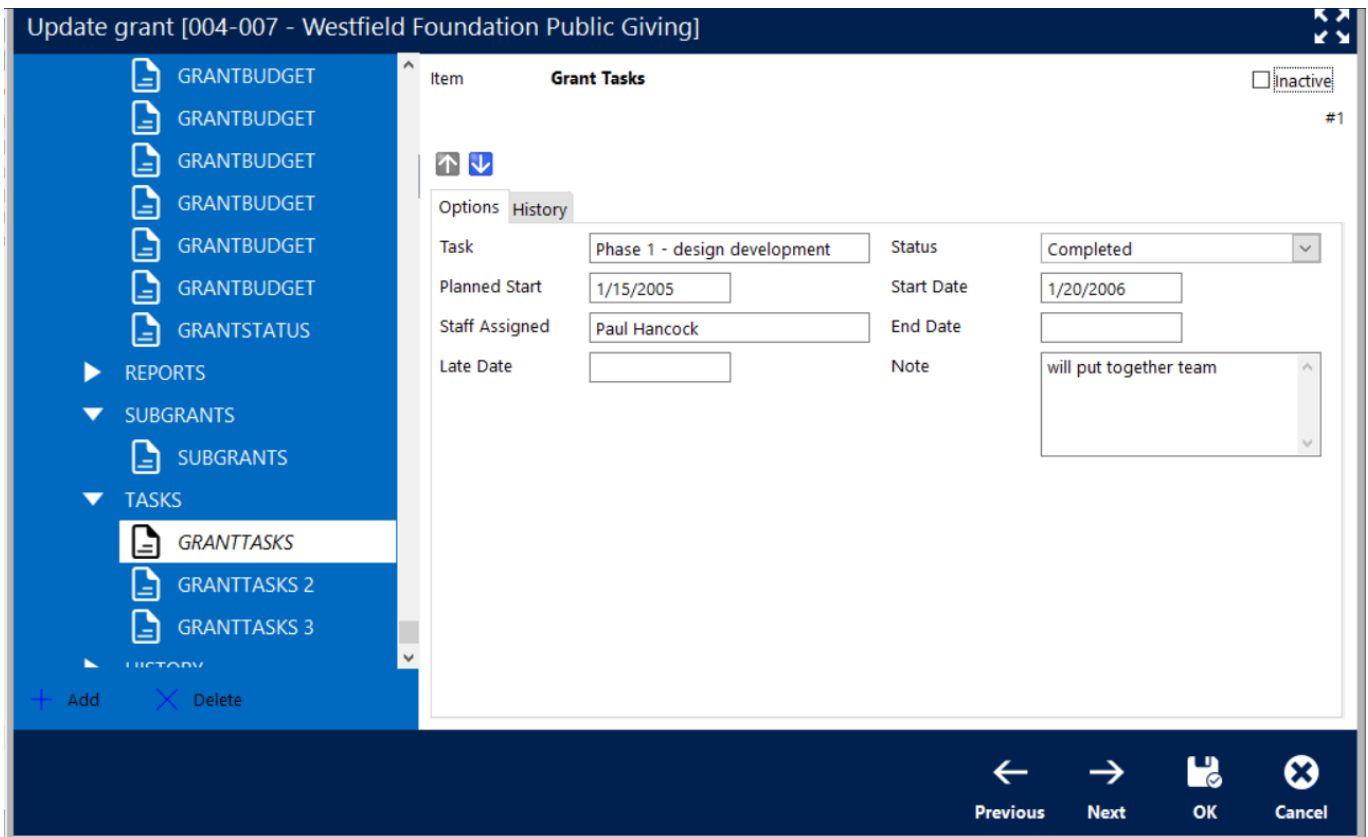 Update grant [004-007 - Westfield Foundation Public Giving]
GRANTBUDGET
GRANTBUDGET
GRANTBUDGET
GRANTBUDGET
GRANTBUDGET
GRANTBUDGET
GRANTSTATUS
REPORTS
SUBGRANTS
SUBGRANTS
TASKS
GRANTTASKS
GRANTTASKS 2
GRANTTASKS 3
HISTORY
Add Delete
Item Grant Tasks Inactive
#1
Options History
Task Phase 1 - design development Status Completed
Planned Start 1/15/2005 Start Date 1/20/2006
Staff Assigned Paul Hancock End Date
Late Date Note will put together team
Previous Next OK Cancel